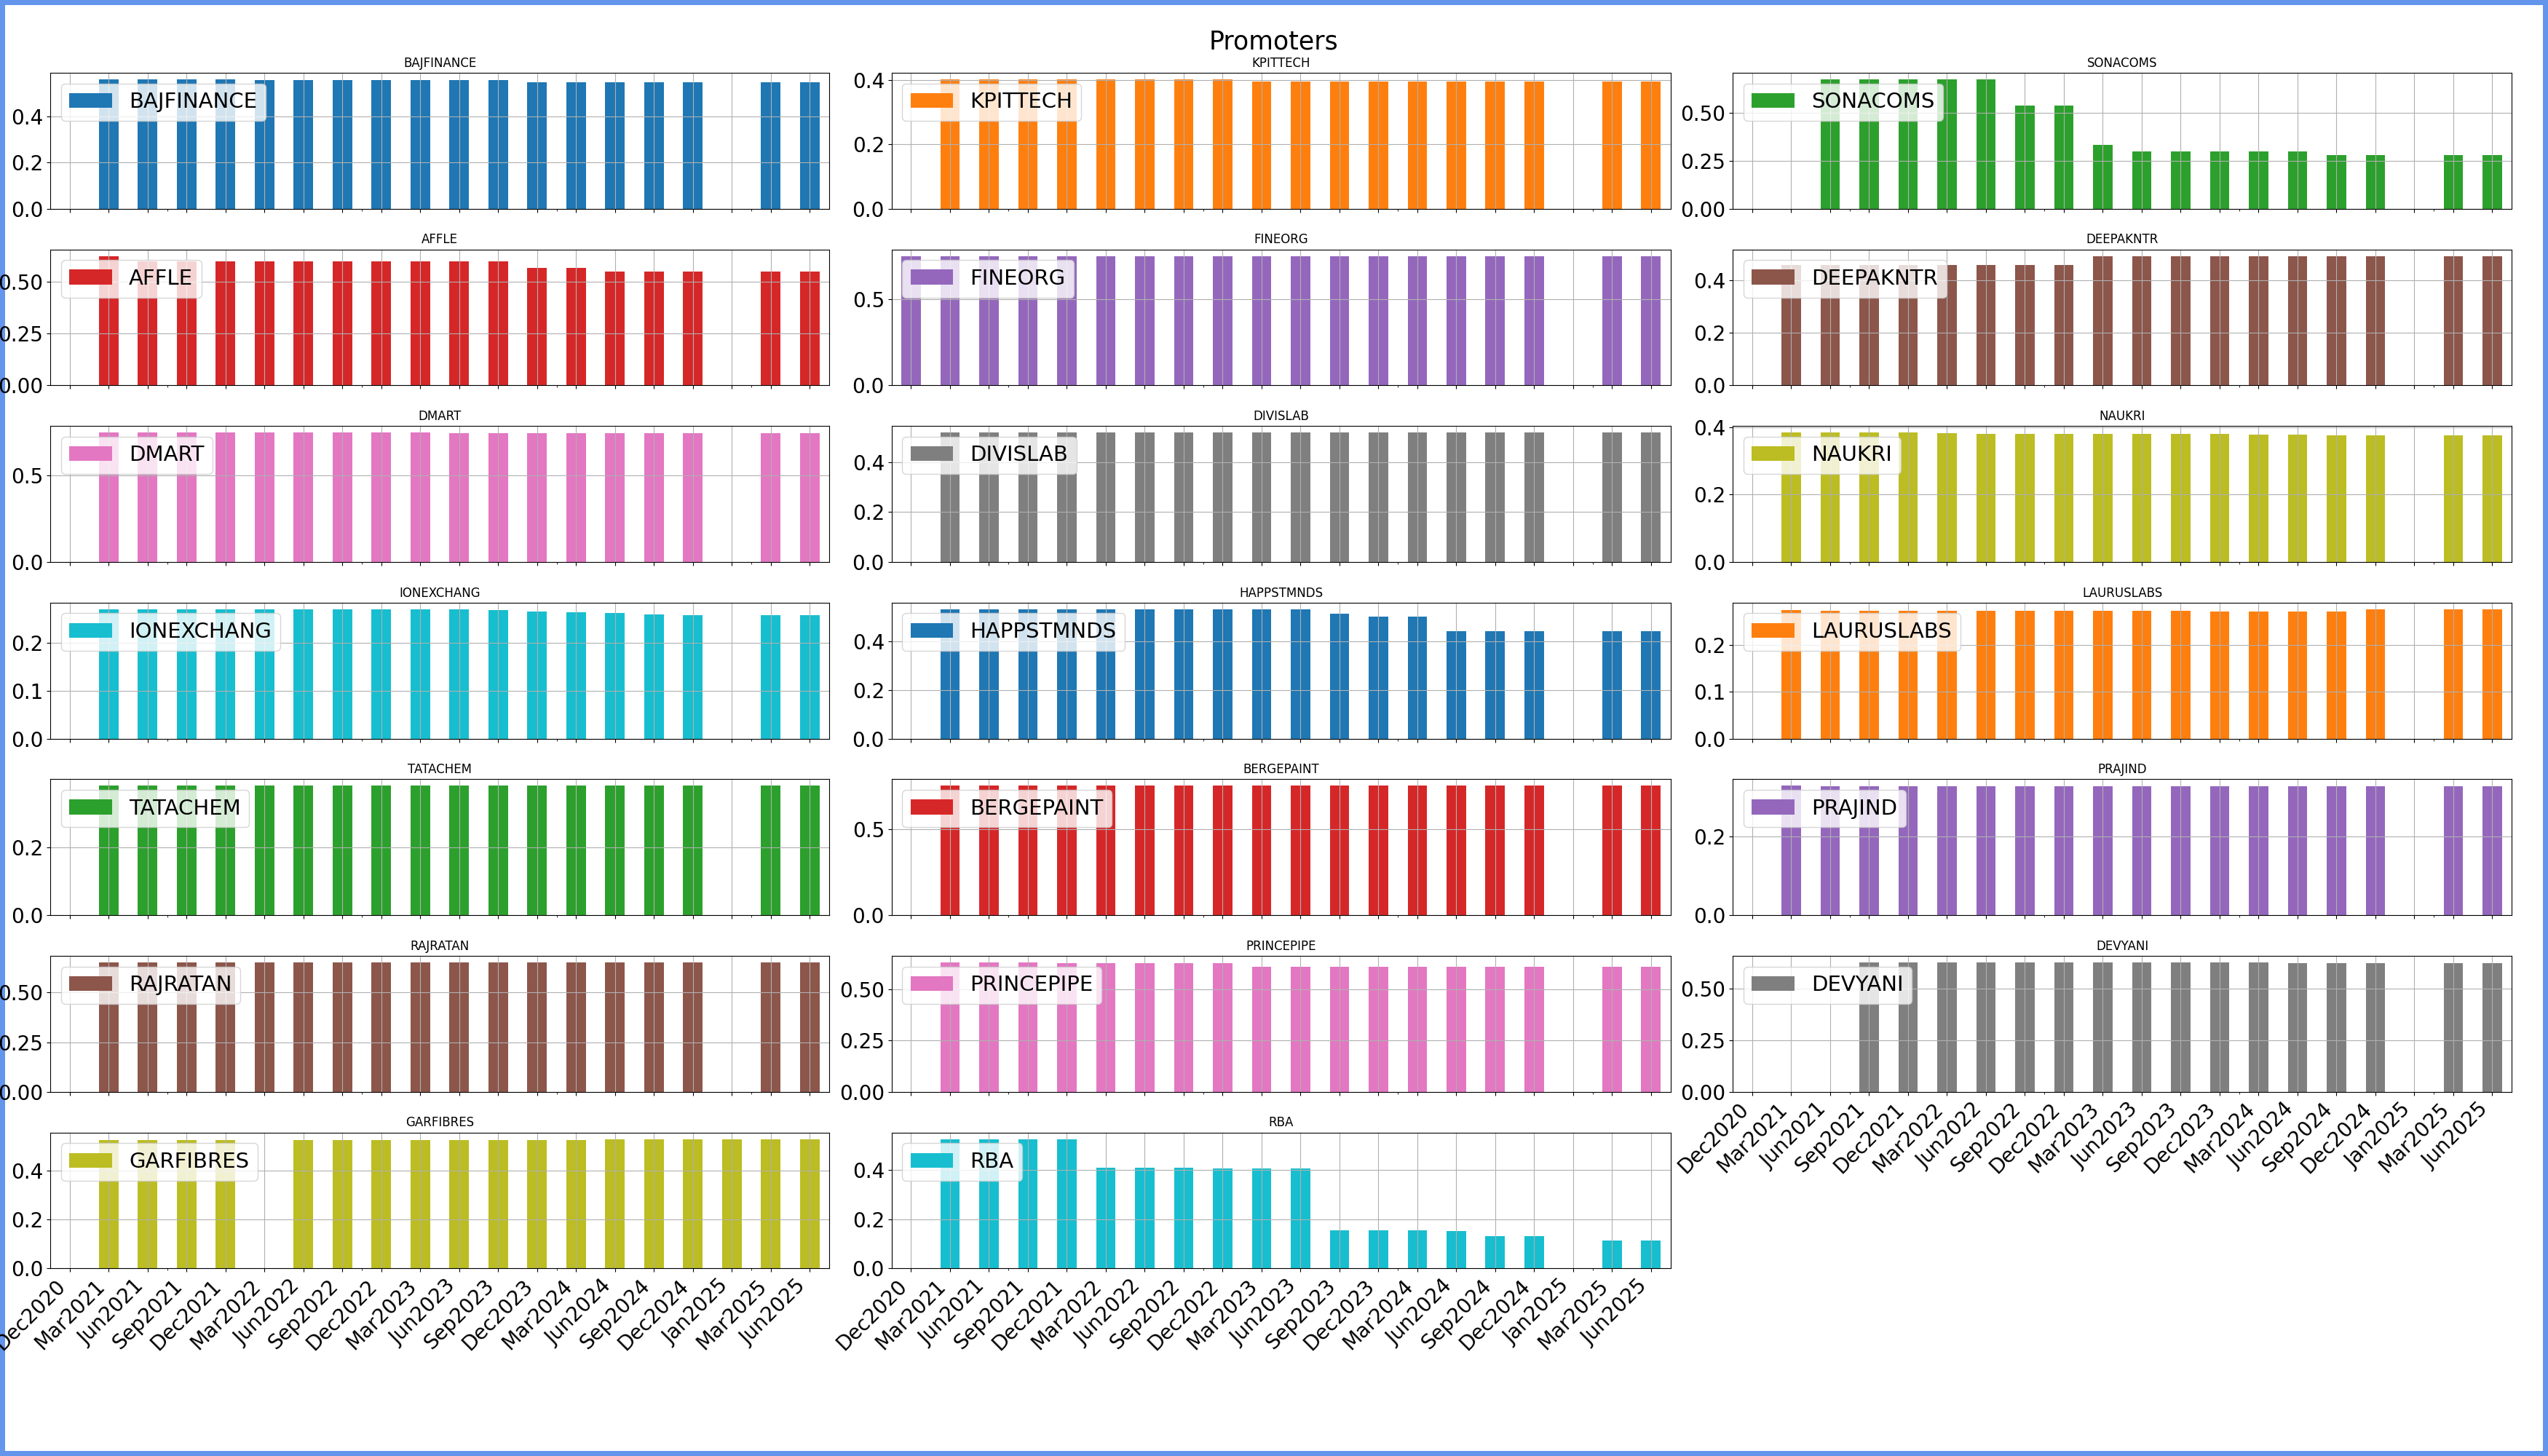 Promoters
BAJFINANCE
0.4
0.2
0.0
BAJFINANCE
KPITTECH
0.4
0.2
0.0
KPITTECH
SONACOMS
0.50
0.25
0.00
SONACOMS
AFFLE
0.50
0.25
0.00
AFFLE
FINEORG
0.5
0.0
FINEORG
DEEPAKNTR
0.4
0.2
0.0
DEEPAKNTR
DMART
0.5
0.0
DMART
DIVISLAB
0.4
0.2
0.0
DIVISLAB
NAUKRI
0.4
0.2
0.0
NAUKRI
IONEXCHANG
0.2
0.1
0.0
IONEXCHANG
HAPPSTMNDS
0.4
0.2
0.0
HAPPSTMNDS
LAURUSLABS
0.2
0.1
0.0
LAURUSLABS
TATACHEM
0.2
0.0
TATACHEM
BERGEPAINT
0.5
0.0
BERGEPAINT
PRAJIND
0.2
0.0
PRAJIND
RAJRATAN
0.50
0.25
0.00
RAJRATAN
PRINCEPIPE
0.50
0.25
0.00
PRINCEPIPE
DEVYANI
0.50
0.25
0.00
DEVYANI
Dec2020
Mar2021
Jun2021
Sep2021
Dec2021
Mar2022
Jun2022
Sep2022
Dec2022
Mar2023
Jun2023
Sep2023
Dec2023
Mar2024
Jun2024
Sep2024
Dec2024
Jan2025
Mar2025
Jun2025
GARFIBRES
0.4
0.2
0.0
GARFIBRES
Dec2020
Mar2021
Jun2021
Sep2021
Dec2021
Mar2022
Jun2022
Sep2022
Dec2022
Mar2023
Jun2023
Sep2023
Dec2023
Mar2024
Jun2024
Sep2024
Dec2024
Jan2025
Mar2025
Jun2025
RBA
0.4
0.2
0.0
RBA
Dec2020
Mar2021
Jun2021
Sep2021
Dec2021
Mar2022
Jun2022
Sep2022
Dec2022
Mar2023
Jun2023
Sep2023
Dec2023
Mar2024
Jun2024
Sep2024
Dec2024
Jan2025
Mar2025
Jun2025